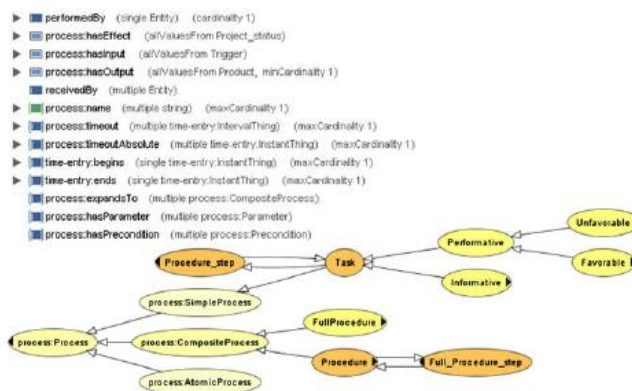 performedBy (single Entity) (cardinality 1)
process:hasEffect (allValuesFrom Project_status)
process:hasInput (allValuesFrom Trigger)
process:hasOutput (allValuesFrom Product, minCardinality 1)
receivedBy (multiple Entity)
process:name (multiple string) (maxCardinality 1)
process:timeout (multiple time-entry:IntervalThing) (maxCardinality 1)
process:timeoutAbsolute (multiple time-entry:InstantThing) (maxCardinality 1)
time-entry:begins (single time-entry:InstantThing) (maxCardinality 1)
time-entry:ends (single time-entry:InstantThing) (maxCardinality 1)
process:expandsTo (multiple process:CompositeProcess)
process:hasParameter (multiple process:Parameter)
process:hasPrecondition (multiple process:Precondition)
Unfavorable
Performative
Procedure_step
Task
Favorable
Informative
process:SimpleProcess
FullProcedure
process:Process
process:CompositeProcess
Procedure
Full_Procedure_step
process:AtomicProcess